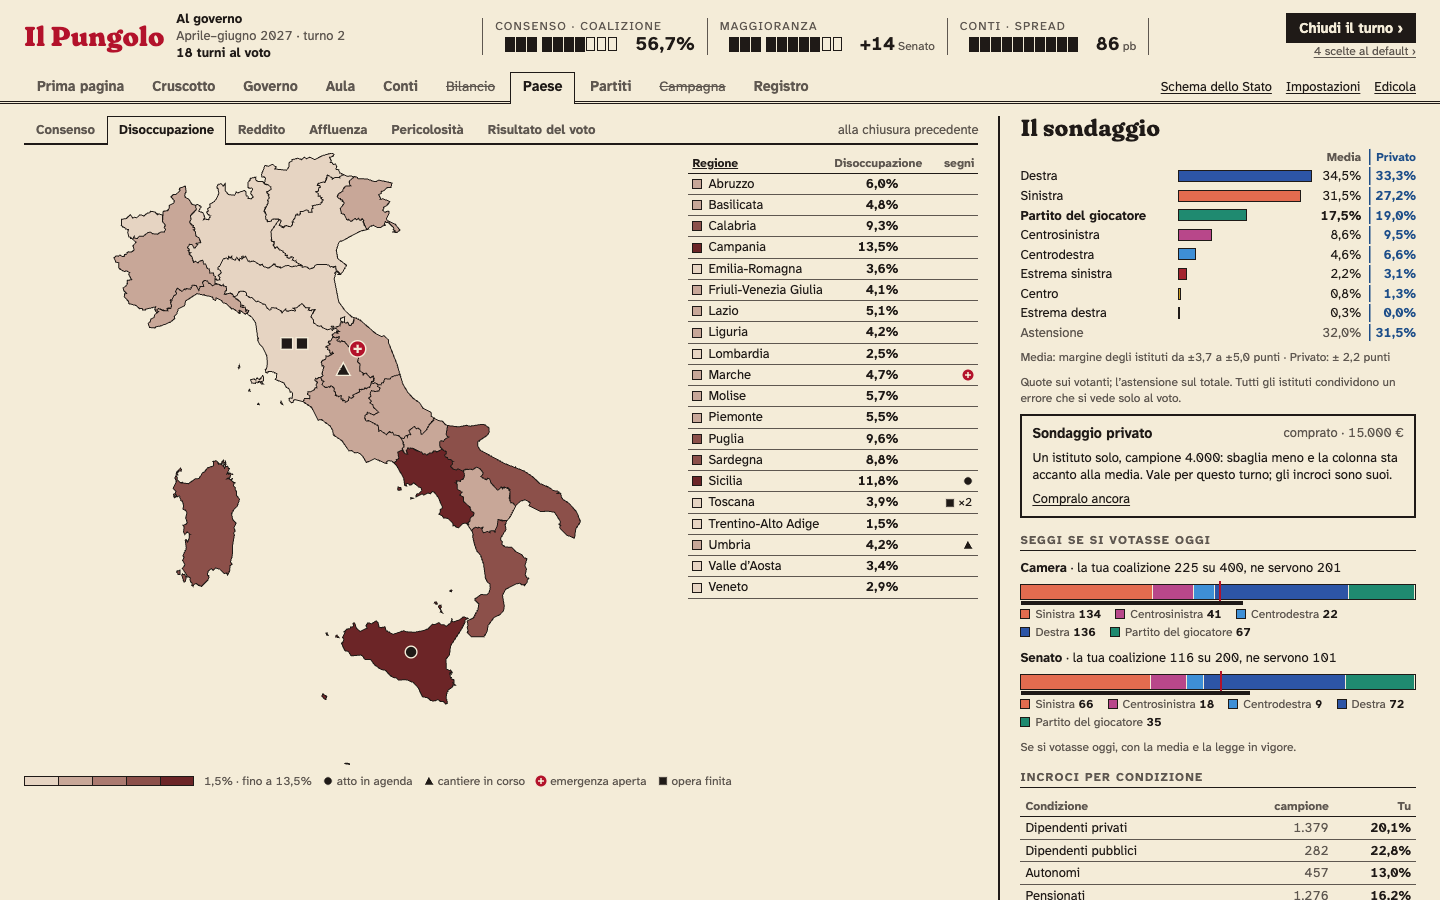 Il Pungolo
Al governo
Aprile–giugno 2027 · turno 2
18 turni al voto
CONSENSO · COALIZIONE
56,7%
MAGGIORANZA
+14 Senato
CONTI · SPREAD
86 pb
Chiudi il turno ›
4 scelte al default ›
Prima pagina Cruscotto Governo Aula Conti Bilancio Paese Partiti Campagna Registro
Schema dello Stato Impostazioni Edicola
Consenso Disoccupazione Reddito Affluenza Pericolosità Risultato del voto
alla chiusura precedente
Regione Disoccupazione segni
Abruzzo 6,0%
Basilicata 4,8%
Calabria 9,3%
Campania 13,5%
Emilia-Romagna 3,6%
Friuli-Venezia Giulia 4,1%
Lazio 5,1%
Liguria 4,2%
Lombardia 2,5%
Marche 4,7%
Molise 5,7%
Piemonte 5,5%
Puglia 9,6%
Sardegna 8,8%
Sicilia 11,8%
Toscana 3,9% ■ ×2
Trentino-Alto Adige 1,5%
Umbria 4,2%
Valle d’Aosta 3,4%
Veneto 2,9%
1,5% · fino a 13,5% atto in agenda cantiere in corso emergenza aperta opera finita
Il sondaggio
Media Privato
Destra 34,5% 33,3%
Sinistra 31,5% 27,2%
Partito del giocatore 17,5% 19,0%
Centrosinistra 8,6% 9,5%
Centrodestra 4,6% 6,6%
Estrema sinistra 2,2% 3,1%
Centro 0,8% 1,3%
Estrema destra 0,3% 0,0%
Astensione 32,0% 31,5%
Media: margine degli istituti da ±3,7 a ±5,0 punti · Privato: ± 2,2 punti
Quote sui votanti; l’astensione sul totale. Tutti gli istituti condividono un
errore che si vede solo al voto.
Sondaggio privato comprato · 15.000 €
Un istituto solo, campione 4.000: sbaglia meno e la colonna sta
accanto alla media. Vale per questo turno; gli incroci sono suoi.
Compralo ancora
SEGGI SE SI VOTASSE OGGI
Camera · la tua coalizione 225 su 400, ne servono 201
Sinistra 134 Centrosinistra 41 Centrodestra 22
Destra 136 Partito del giocatore 67
Senato · la tua coalizione 116 su 200, ne servono 101
Sinistra 66 Centrosinistra 18 Centrodestra 9 Destra 72
Partito del giocatore 35
Se si votasse oggi, con la media e la legge in vigore.
INCROCI PER CONDIZIONE
Condizione campione Tu
Dipendenti privati 1.379 20,1%
Dipendenti pubblici 282 22,8%
Autonomi 457 13,0%
Pensionati 1.276 16,2%